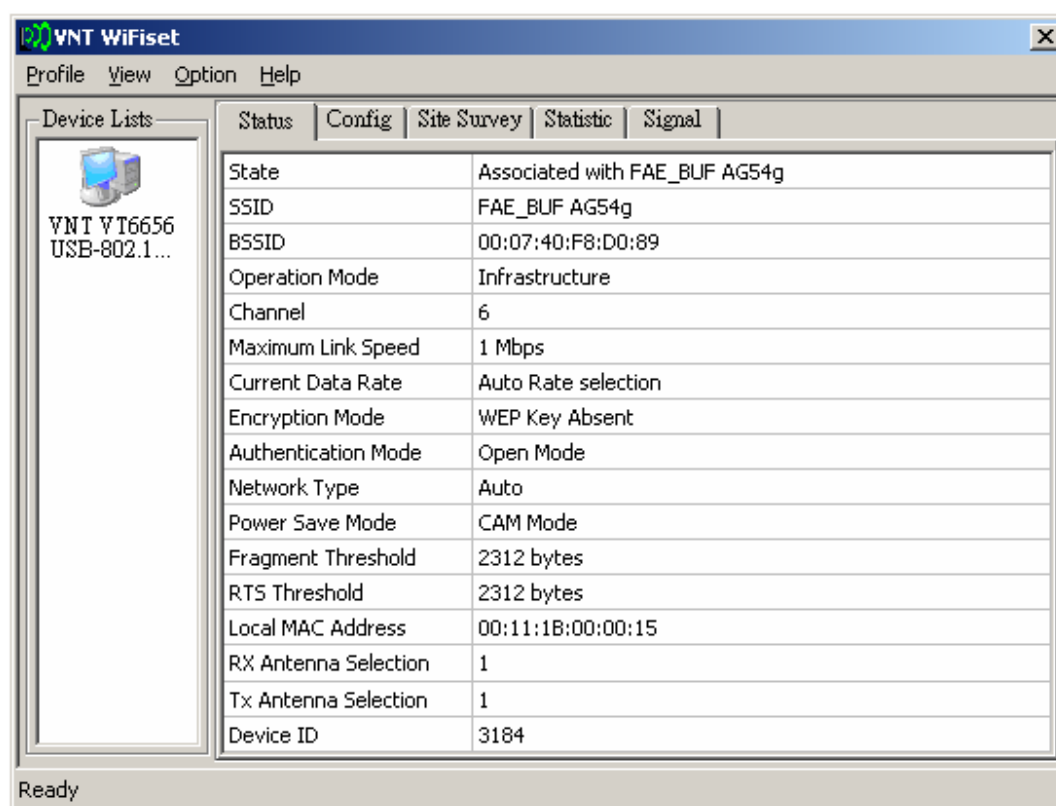 VNT WiFiset
Profile View Option Help
Device Lists
VNT VT6656
USB-802.1...
Status Config Site Survey Statistic Signal
State Associated with FAE_BUF AG54g
SSID FAE_BUF AG54g
BSSID 00:07:40:F8:D0:89
Operation Mode Infrastructure
Channel 6
Maximum Link Speed 1 Mbps
Current Data Rate Auto Rate selection
Encryption Mode WEP Key Absent
Authentication Mode Open Mode
Network Type Auto
Power Save Mode CAM Mode
Fragment Threshold 2312 bytes
RTS Threshold 2312 bytes
Local MAC Address 00:11:1B:00:00:15
RX Antenna Selection 1
Tx Antenna Selection 1
Device ID 3184
Ready